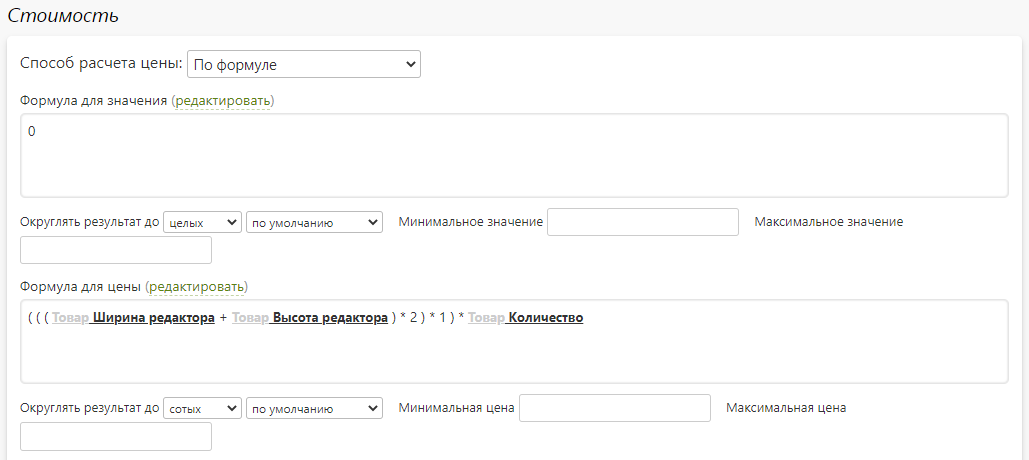 Стоимость
Способ расчета цены: По формуле
Формула для значения (редактировать)
0
Округлять результат до целых по умолчанию Минимальное значение Максимальное значение
Формула для цены (редактировать)
( ( ( Товар Ширина редактора + Товар Высота редактора ) * 2 ) * 1 ) * Товар Количество
Округлять результат до сотых по умолчанию Минимальная цена Максимальная цена